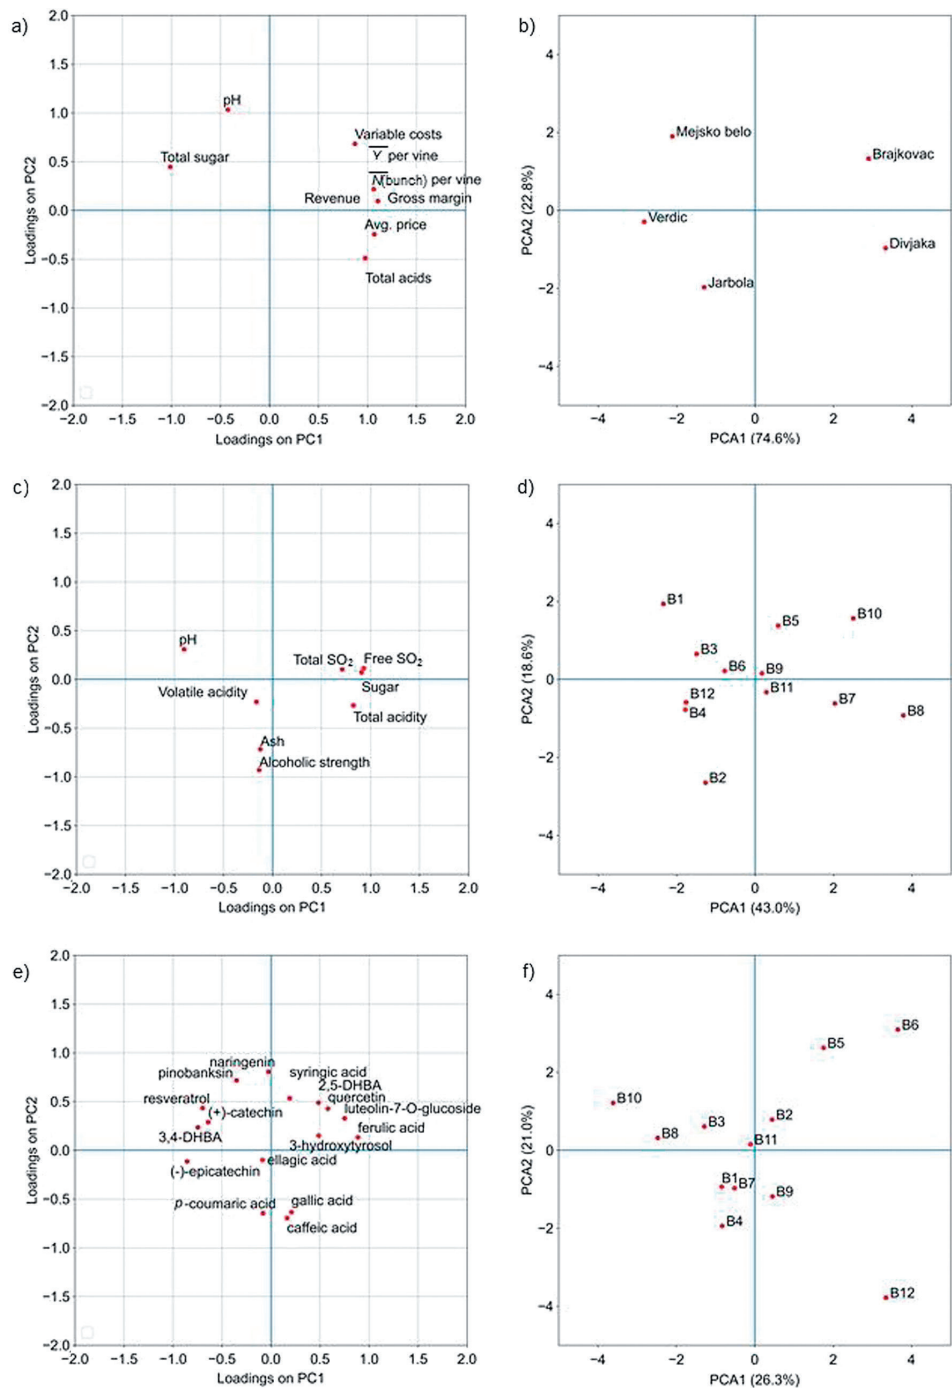 a)
2.0
1.5
1.0
0.5
0.0
−0.5
−1.0
−1.5
−2.0
Loadings on PC2
pH
Total sugar
Variable costs
Y per vine
N(bunch) per vine
Revenue
Gross margin
Avg. price
Total acids
−2.0 −1.5 −1.0 −0.5 0.0 0.5 1.0 1.5 2.0
Loadings on PC1
b)
4
2
0
−2
−4
PCA2 (22.8%)
Mejsko belo
Brajkovac
Verdic
Divjaka
Jarbola
−4 −2 0 2 4
PCA1 (74.6%)
c)
2.0
1.5
1.0
0.5
0.0
−0.5
−1.0
−1.5
−2.0
Loadings on PC2
pH
Total SO2 Free SO2
Volatile acidity
Sugar
Total acidity
Ash
Alcoholic strength
−2.0 −1.5 −1.0 −0.5 0.0 0.5 1.0 1.5 2.0
Loadings on PC1
d)
4
2
0
−2
−4
PCA2 (18.6%)
B1
B10
B5
B3
B6
B9
B11
B12
B7
B4
B8
B2
−4 −2 0 2 4
PCA1 (43.0%)
e)
2.0
1.5
1.0
0.5
0.0
−0.5
−1.0
−1.5
−2.0
Loadings on PC2
naringenin
pinobanksin
syringic acid
2,5-DHBA
resveratrol
quercetin
(+)-catechin
luteolin-7-O-glucoside
ferulic acid
3,4-DHBA
3-hydroxytyrosol
ellagic acid
(-)-epicatechin
p-coumaric acid
gallic acid
caffeic acid
−2.0 −1.5 −1.0 −0.5 0.0 0.5 1.0 1.5 2.0
Loadings on PC1
f)
4
2
0
−2
−4
PCA2 (21.0%)
B6
B5
B10
B3
B2
B8
B11
B1
B7
B9
B4
B12
−4 −2 0 2 4
PCA1 (26.3%)